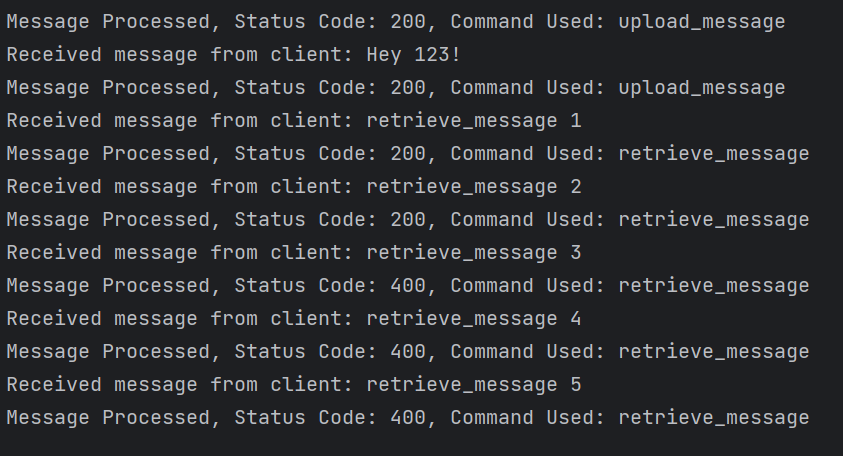 Message Processed, Status Code: 200, Command Used: upload_message
Received message from client: Hey 123!
Message Processed, Status Code: 200, Command Used: upload_message
Received message from client: retrieve_message 1
Message Processed, Status Code: 200, Command Used: retrieve_message
Received message from client: retrieve_message 2
Message Processed, Status Code: 200, Command Used: retrieve_message
Received message from client: retrieve_message 3
Message Processed, Status Code: 400, Command Used: retrieve_message
Received message from client: retrieve_message 4
Message Processed, Status Code: 400, Command Used: retrieve_message
Received message from client: retrieve_message 5
Message Processed, Status Code: 400, Command Used: retrieve_message